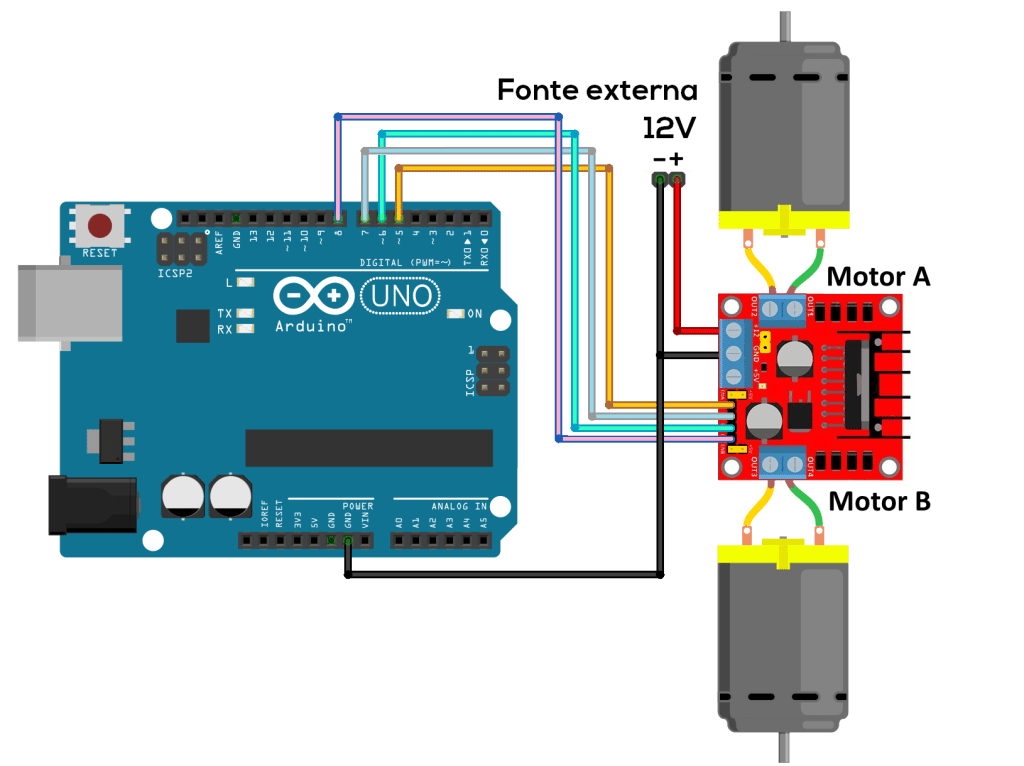 Fonte externa
12V
- +
RESET
ICSP2
AREF
GND
13
12
~11
~10
~9
8
7
~6
~5
4
~3
2
TX0▶1
RX0◀0
DIGITAL (PWM=~)
L
TX
RX
UNO
Arduino™
ON
1
ICSP
IOREF
RESET
3V3
5V
GND
GND
VIN
POWER
ANALOG IN
A0
A1
A2
A3
A4
A5
Motor A
OUT2
OUT1
+12
GND
+5V
OUT3
OUT4
Motor B